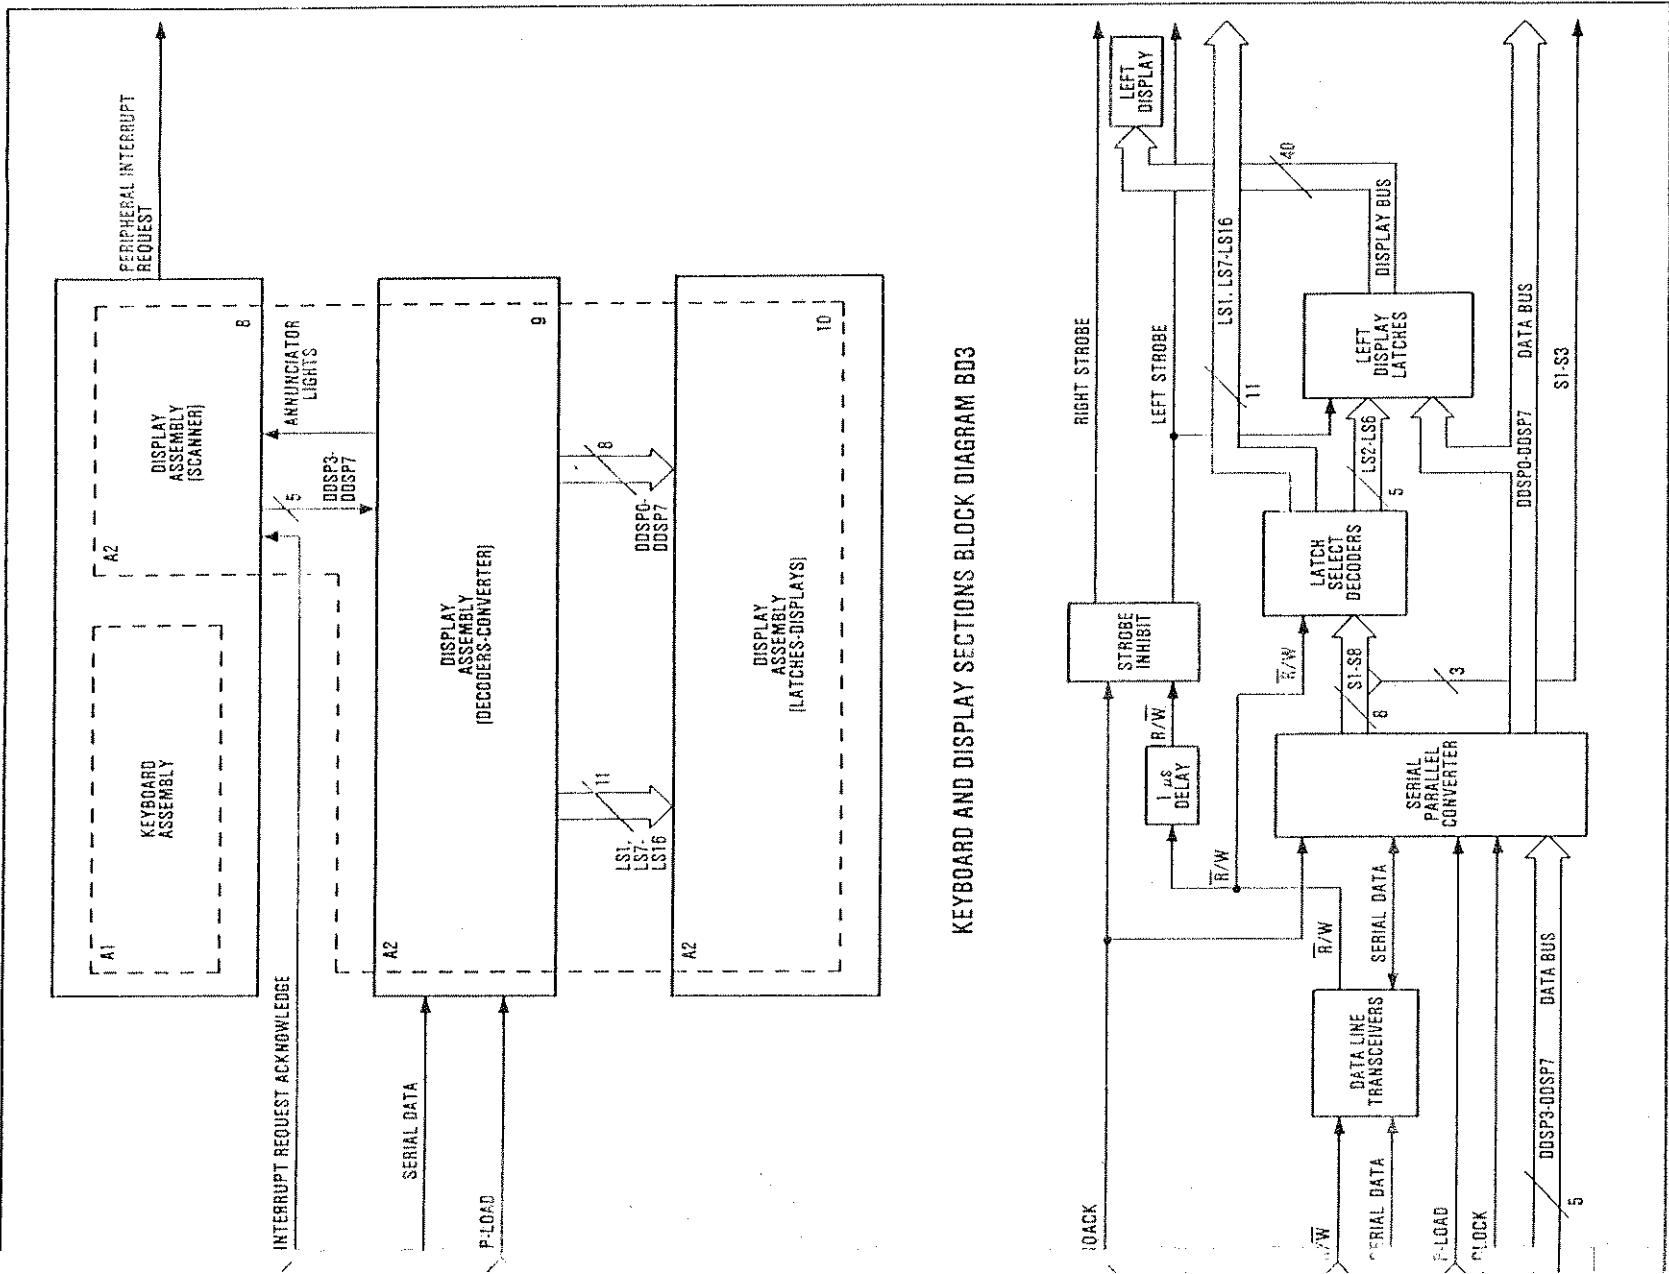 PERIPHERAL INTERRUPT
REQUEST
A1
KEYBOARD
ASSEMBLY
A2
DISPLAY
ASSEMBLY
[SCANNER]
8
INTERRUPT REQUEST ACKNOWLEDGE
5
DDSP3-
DDSP7
ANNUNCIATOR
LIGHTS
SERIAL DATA
P-LOAD
A2
DISPLAY
ASSEMBLY
[DECODERS-CONVERTER]
9
LS1,
LS7-
LS16
11
DDSP0-
DDSP7
8
A2
DISPLAY
ASSEMBLY
[LATCHES-DISPLAYS]
10
KEYBOARD AND DISPLAY SECTIONS BLOCK DIAGRAM BD3
IOACK
RIGHT STROBE
STROBE
INHIBIT
LEFT STROBE
LEFT
DISPLAY
1 μs
DELAY
R/W̅
R̅/W
R̅/W
LS1, LS7-LS16
11
40
LATCH
SELECT
DECODERS
S1-S8
8
3
LS2-LS6
5
LEFT
DISPLAY
LATCHES
DISPLAY BUS
/W̅
R̅/W
DATA LINE
TRANSCEIVERS
SERIAL DATA
SERIAL DATA
SERIAL
PARALLEL
CONVERTER
P-LOAD
CLOCK
DDSP3-DDSP7
DATA BUS
5
DDSP0-DDSP7
DATA BUS
S1-S3